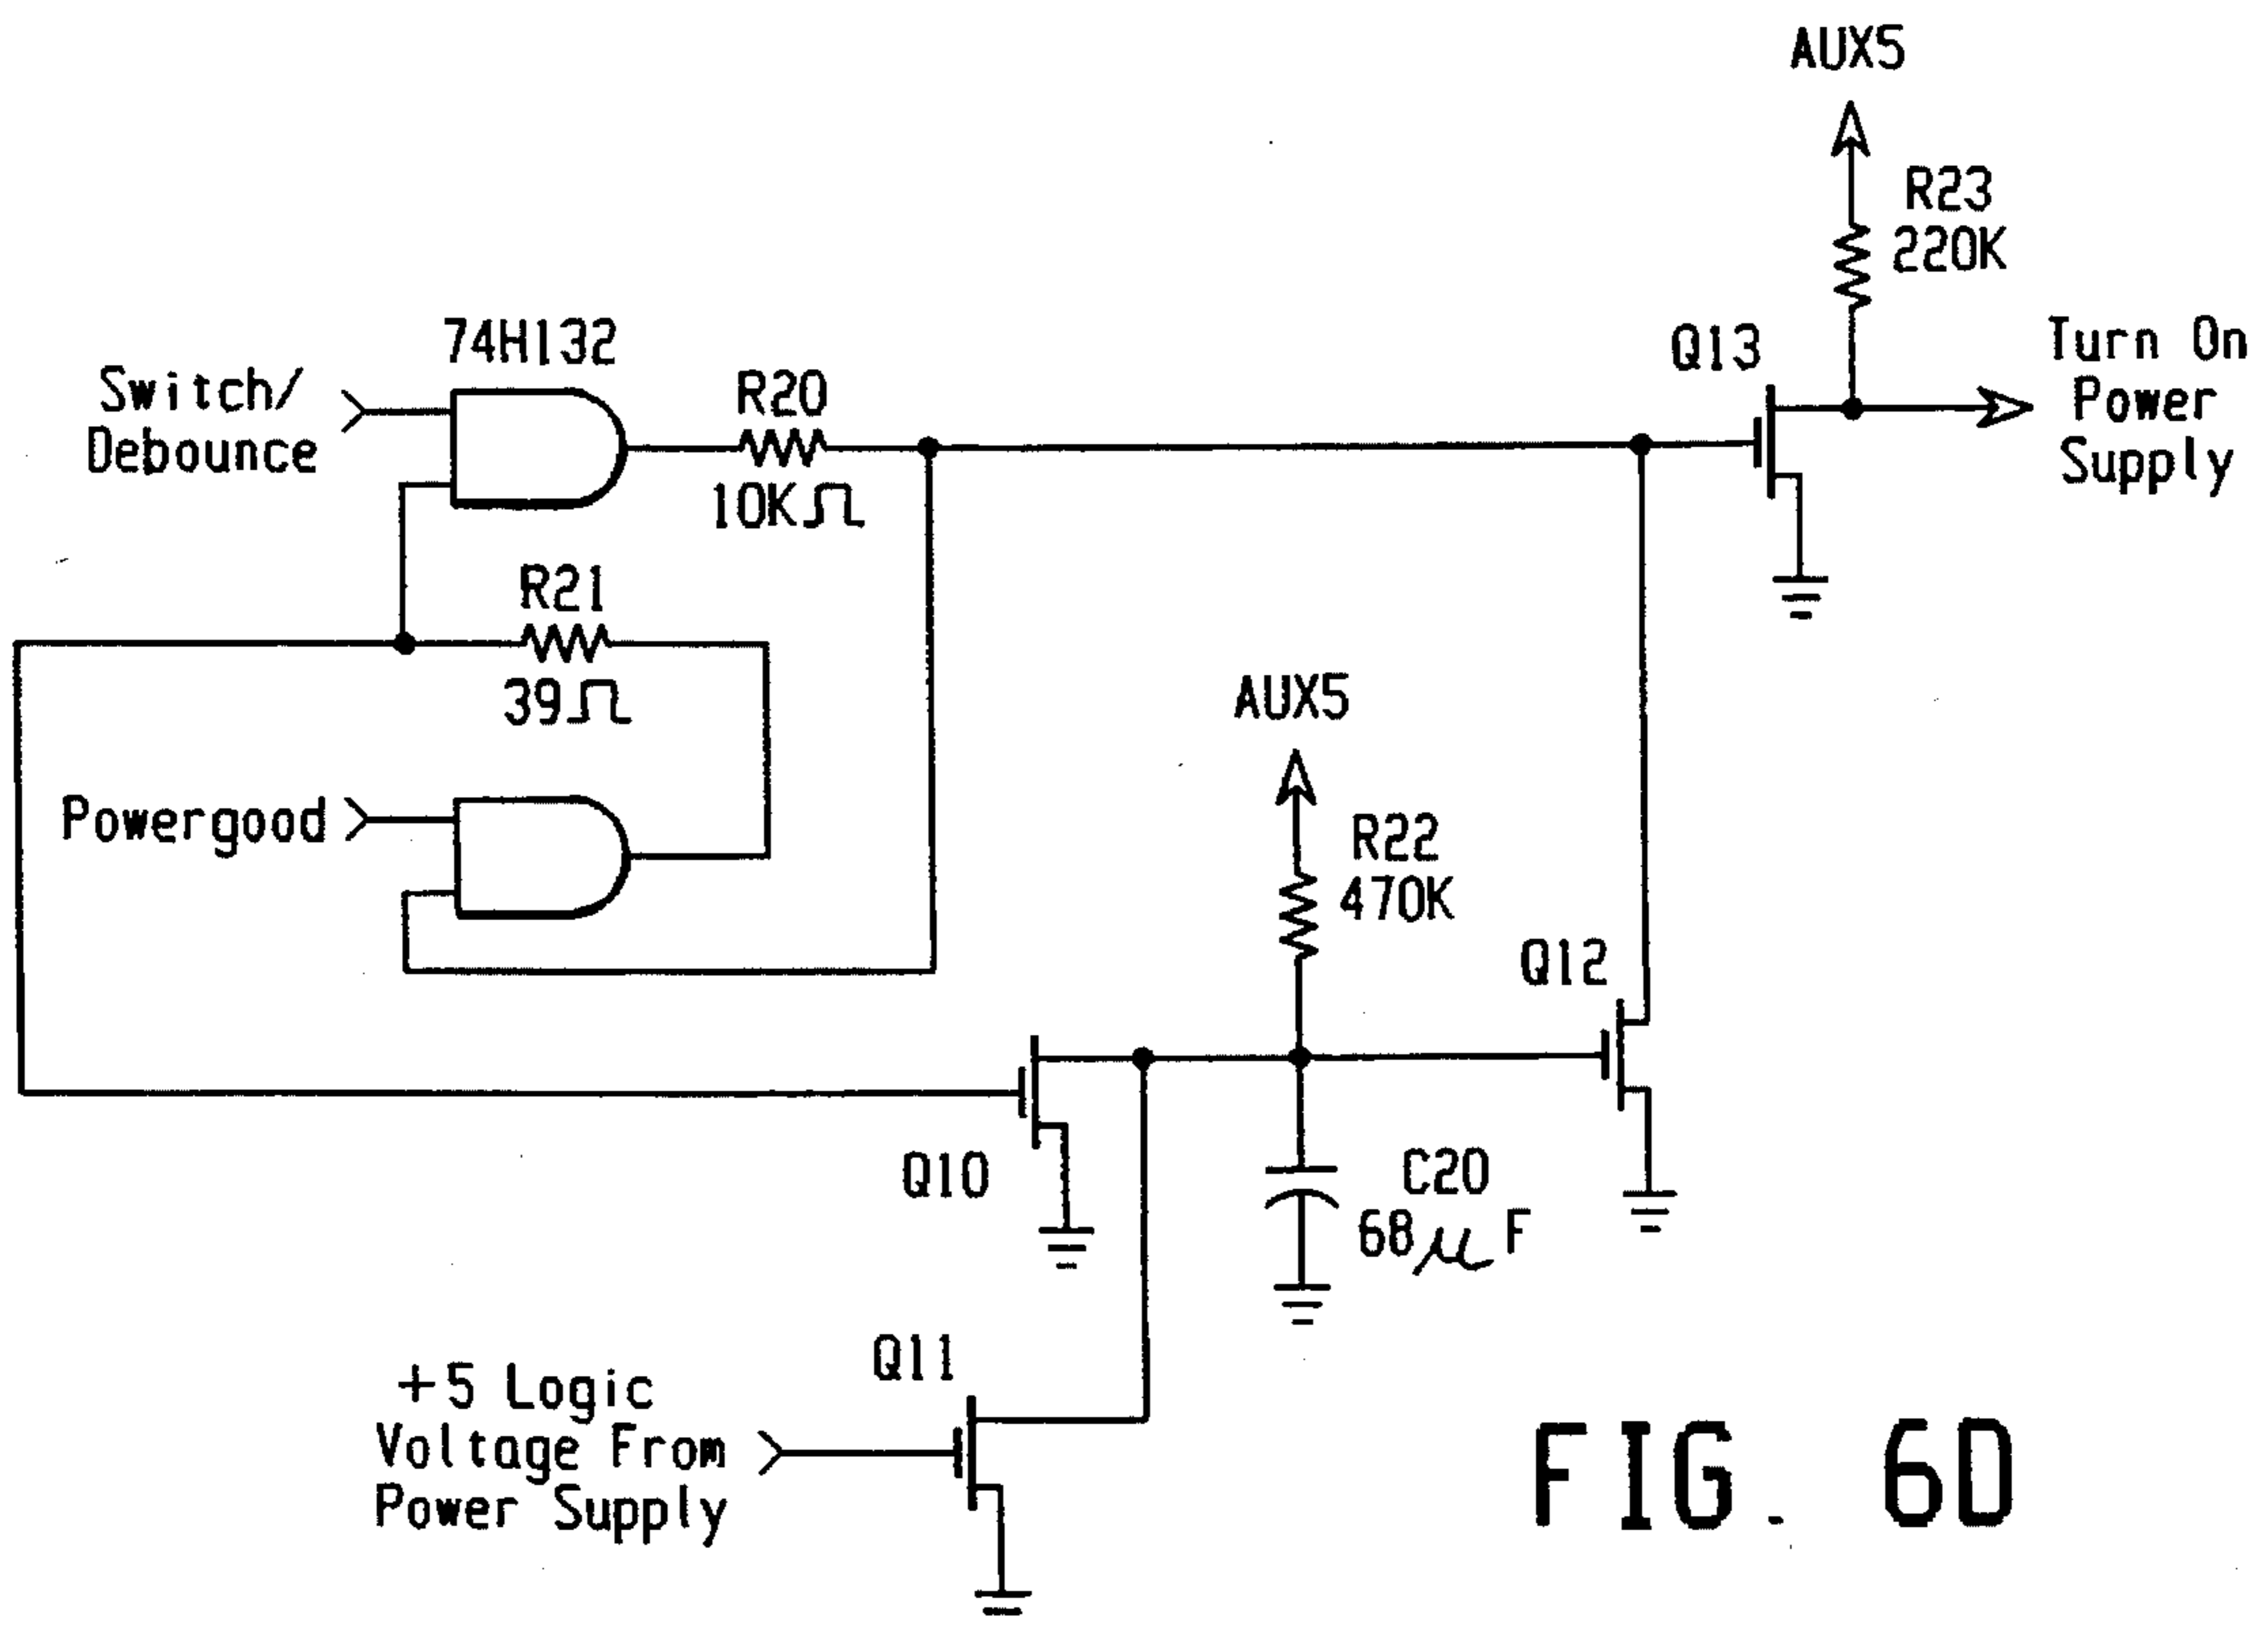 AUX5
R23
220K
Q13
Turn On
Power
Supply
74H132
Switch/
Debounce
R20
10KΩ
R21
39Ω
Powergood
AUX5
R22
470K
Q12
Q10
C20
68μF
Q11
+5 Logic
Voltage From
Power Supply
FIG. 6D